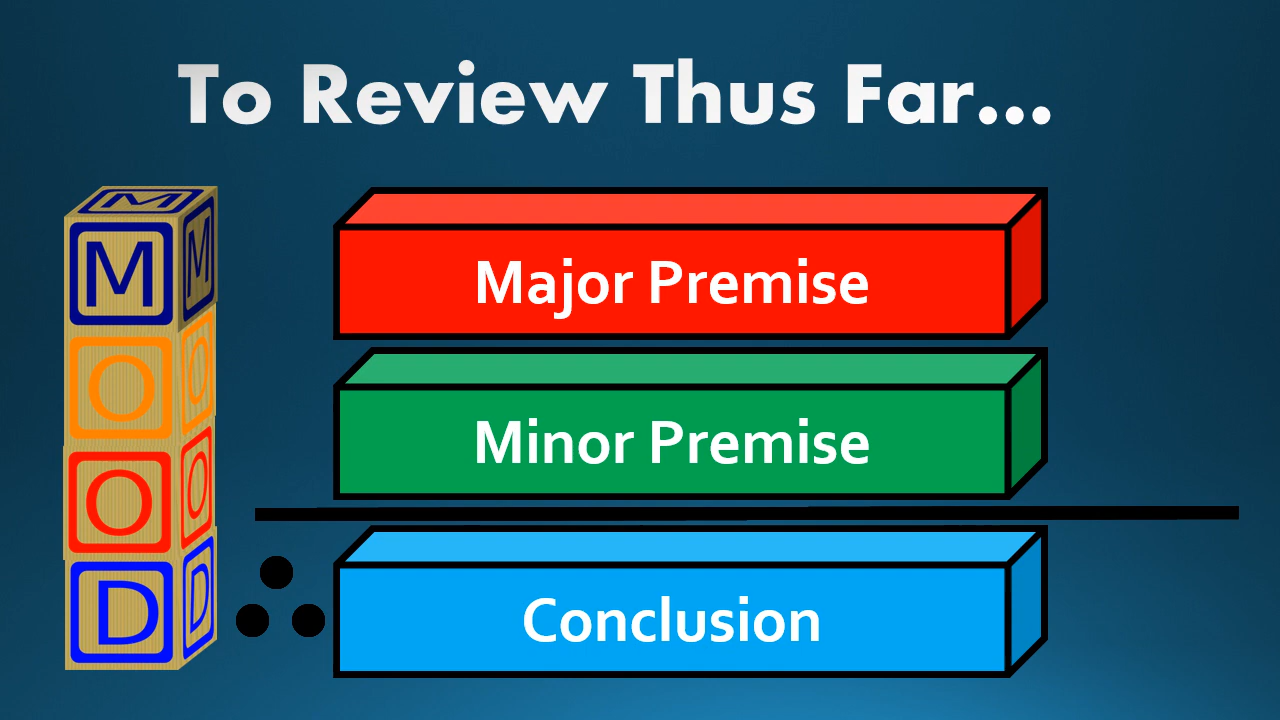 To Review Thus Far...
M
M
M
Major Premise
O
O
Minor Premise
O
O
D
D
∴
Conclusion